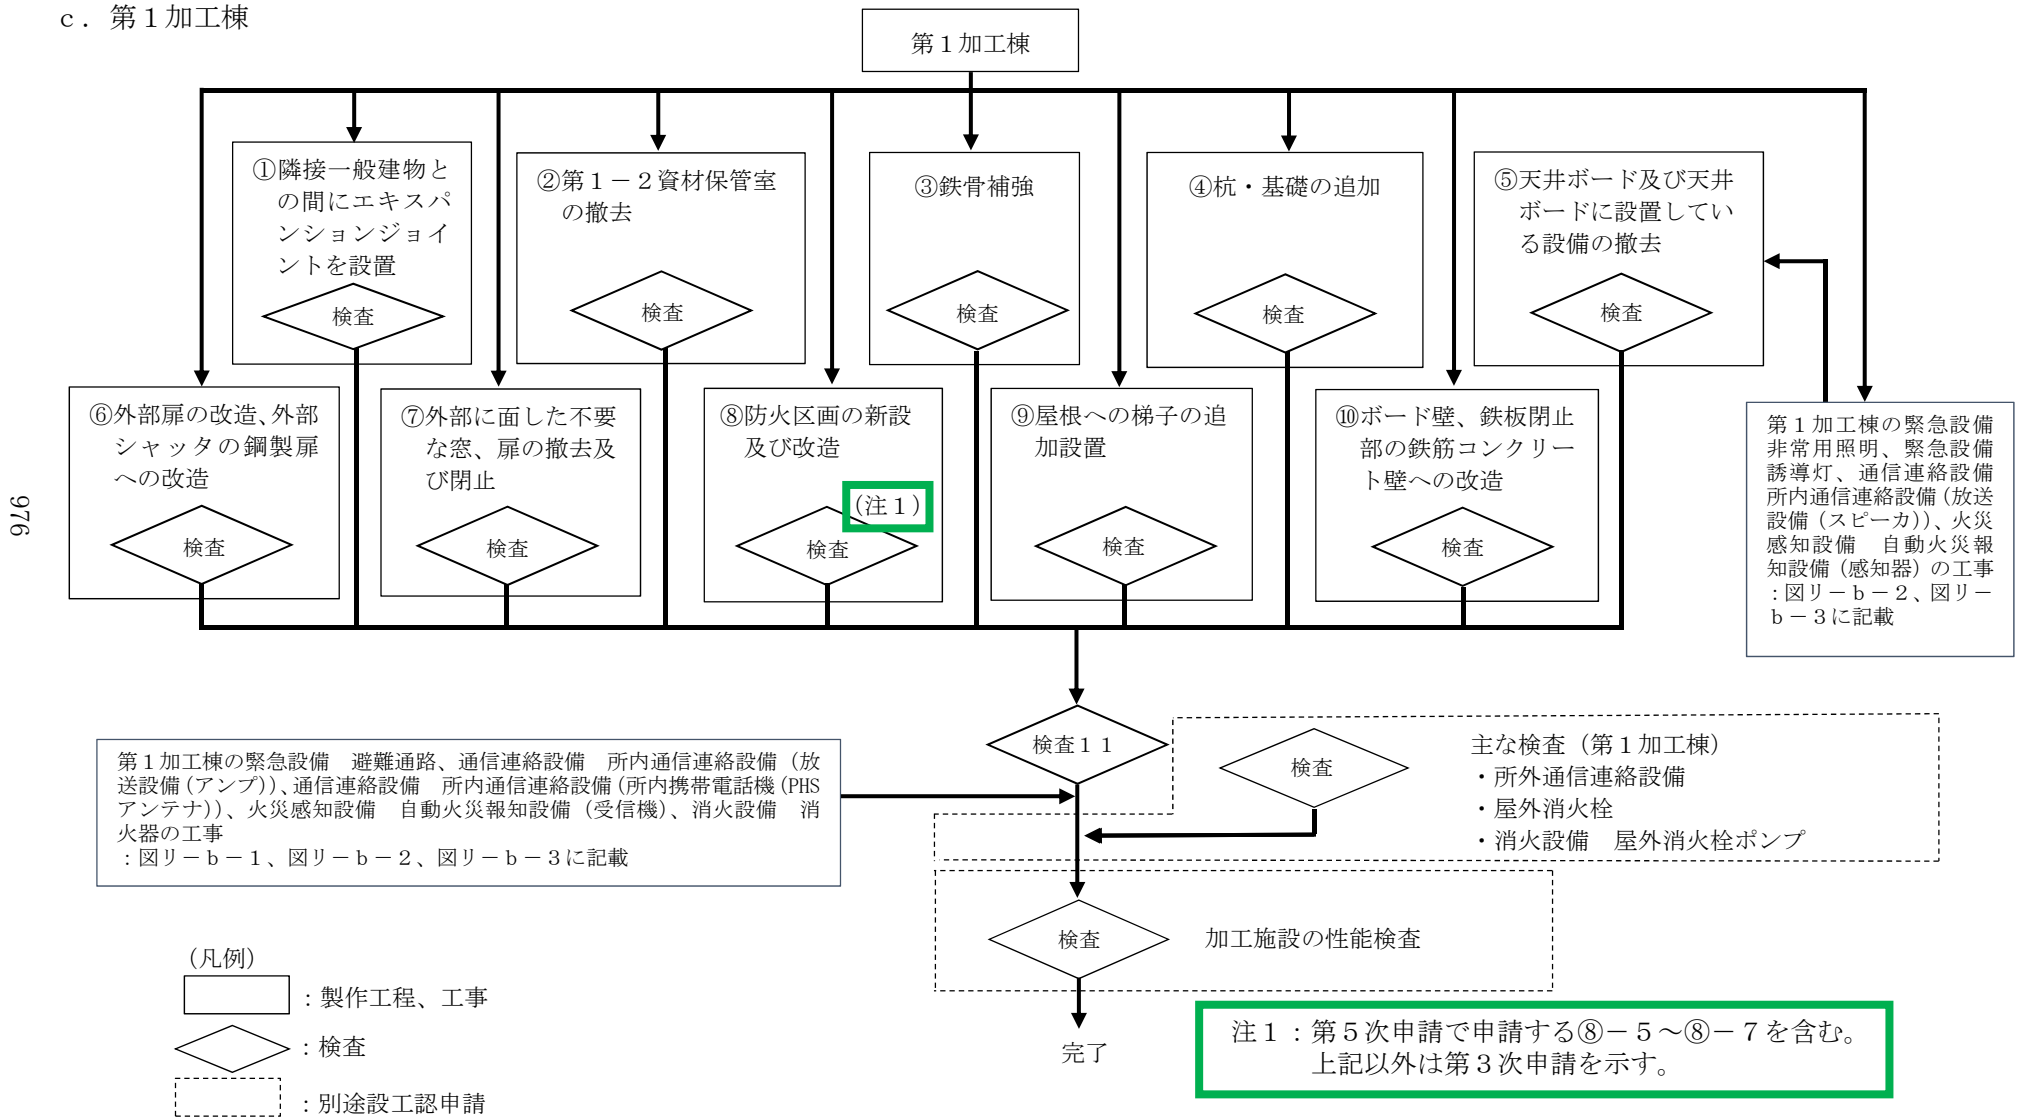 c．第１加工棟
第１加工棟
①隣接一般建物と
の間にエキスパ
ンションジョイ
ントを設置
検査
②第１－２資材保管室
の撤去
検査
③鉄骨補強
検査
④杭・基礎の追加
検査
⑤天井ボード及び天井
ボードに設置してい
る設備の撤去
検査
⑥外部扉の改造、外部
シャッタの鋼製扉
への改造
検査
⑦外部に面した不要
な窓、扉の撤去及
び閉止
検査
⑧防火区画の新設
及び改造
（注１）
検査
⑨屋根への梯子の追
加設置
検査
⑩ボード壁、鉄板閉止
部の鉄筋コンクリー
ト壁への改造
検査
第１加工棟の緊急設備
非常用照明、緊急設備
誘導灯、通信連絡設備
所内通信連絡設備（放送
設備（スピーカ））、火災
感知設備　自動火災報
知設備（感知器）の工事
：図リ－ｂ－２、図リ－
ｂ－３に記載
976
検査１１
第１加工棟の緊急設備　避難通路、通信連絡設備　所内通信連絡設備（放
送設備（アンプ））、通信連絡設備　所内通信連絡設備（所内携帯電話機（PHS
アンテナ））、火災感知設備　自動火災報知設備（受信機）、消火設備　消
火器の工事
：図リ－ｂ－１、図リ－ｂ－２、図リ－ｂ－３に記載
検査
主な検査（第１加工棟）
・所外通信連絡設備
・屋外消火栓
・消火設備　屋外消火栓ポンプ
検査
加工施設の性能検査
完了
（凡例）
：製作工程、工事
：検査
：別途設工認申請
注１：第５次申請で申請する⑧－５～⑧－７を含む。
上記以外は第３次申請を示す。